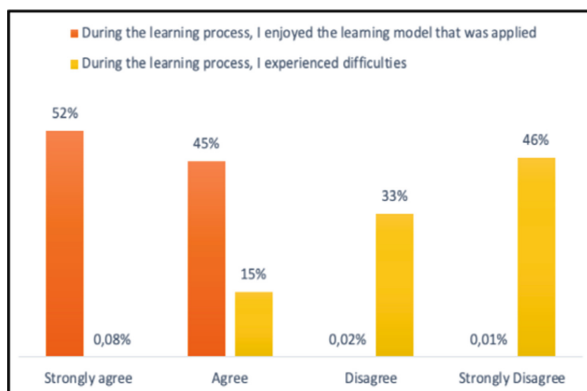 During the learning process, I enjoyed the learning model that was applied
During the learning process, I experienced difficulties
52%
0,08%
45%
15%
0,02%
33%
0,01%
46%
Strongly agree
Agree
Disagree
Strongly Disagree